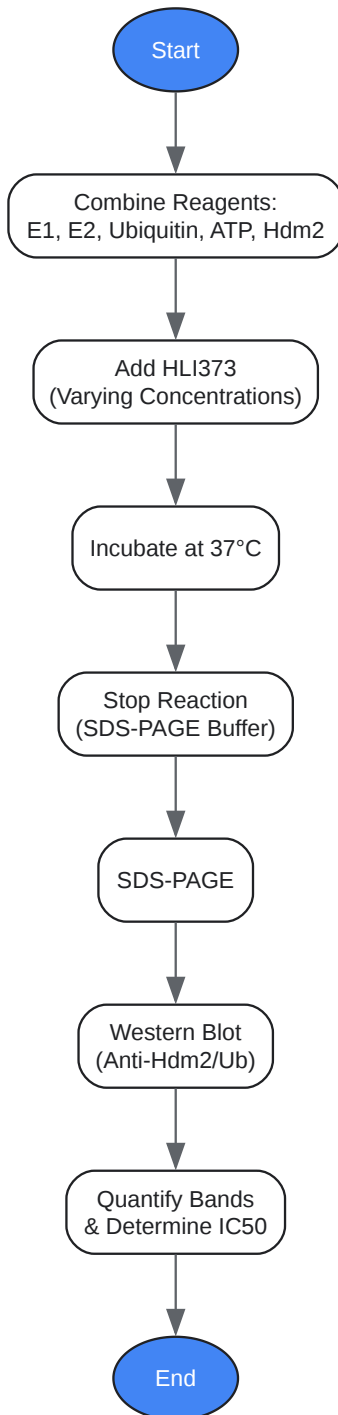 Start
Combine Reagents:
E1, E2, Ubiquitin, ATP, Hdm2
Add HLI373
(Varying Concentrations)
Incubate at 37°C
Stop Reaction
(SDS-PAGE Buffer)
SDS-PAGE
Western Blot
(Anti-Hdm2/Ub)
Quantify Bands
& Determine IC50
End